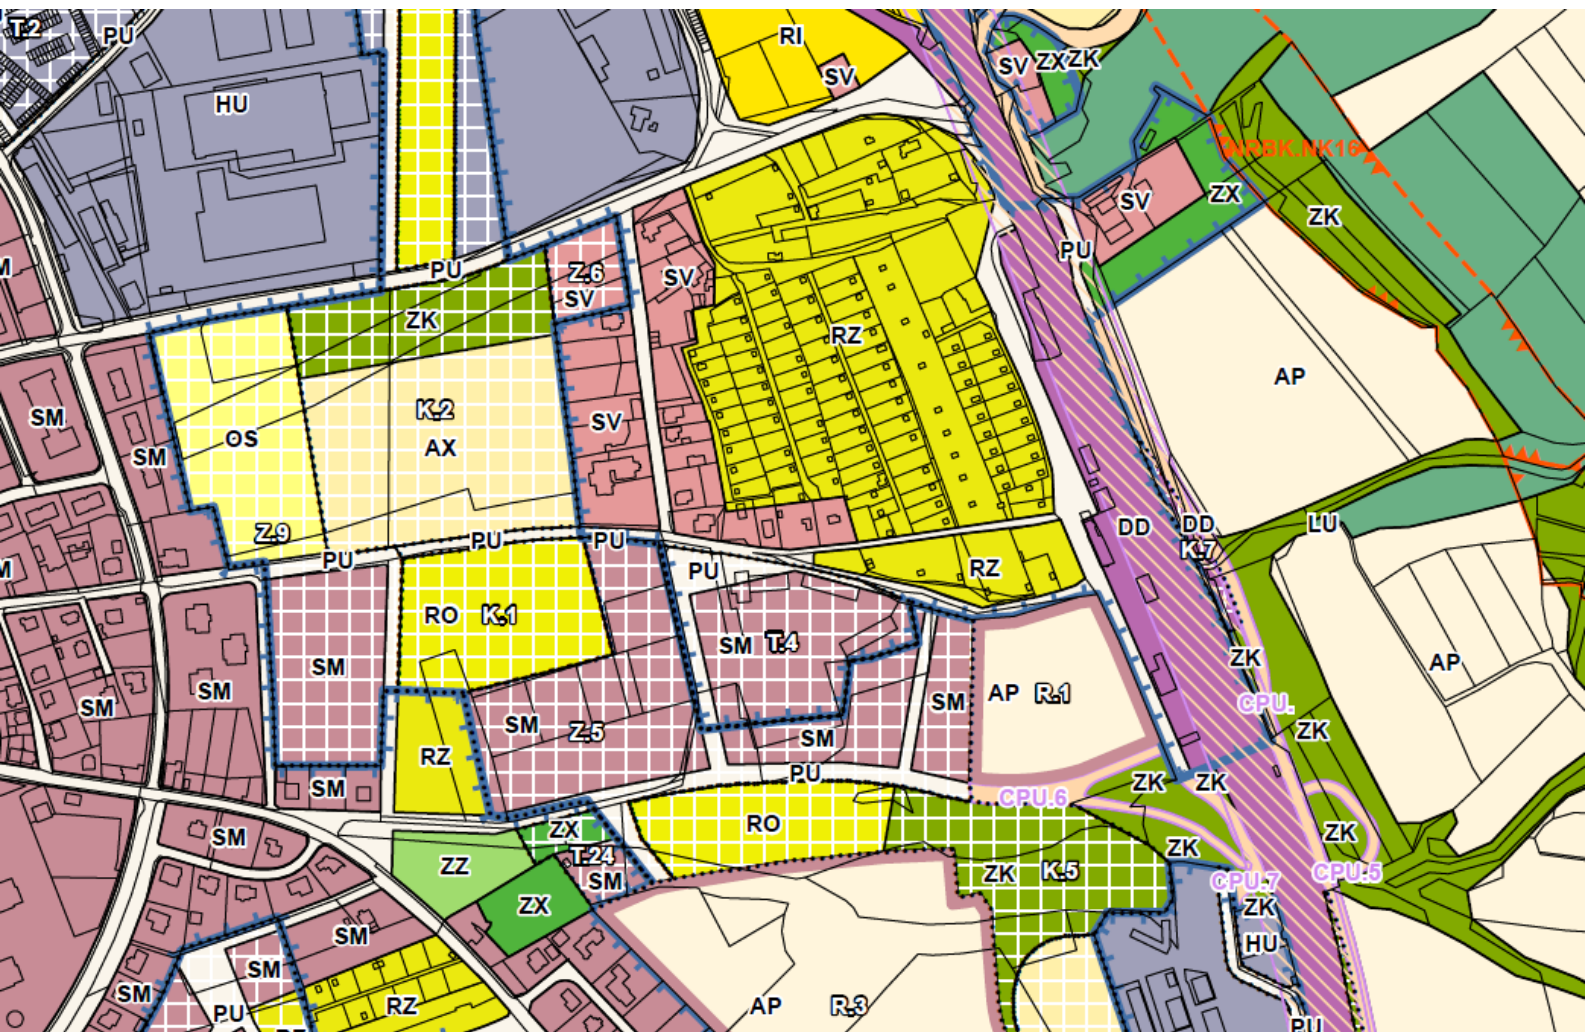 T.2
PU
RI
SV
SV
ZX
ZK
HU
NRBK.NK16
SV
ZX
ZK
PU
PU
Z.6
SV
SV
ZK
RZ
AP
K.2
AX
SM
OS
SM
SV
Z.9
PU
PU
PU
DD
DD
LU
K.7
PU
RZ
RO
K.1
SM
T.4
SM
SM
SM
ZK
AP
SM
AP
R.1
CPU.
SM
Z.5
SM
ZK
RZ
PU
ZK
ZK
SM
CPU.6
SM
ZX
RO
ZK
ZK
ZZ
T.24
SM
ZK
K.5
CPU.5
CPU.7
ZX
ZK
SM
HU
SM
SM
AP
R.3
RZ
PU
PU